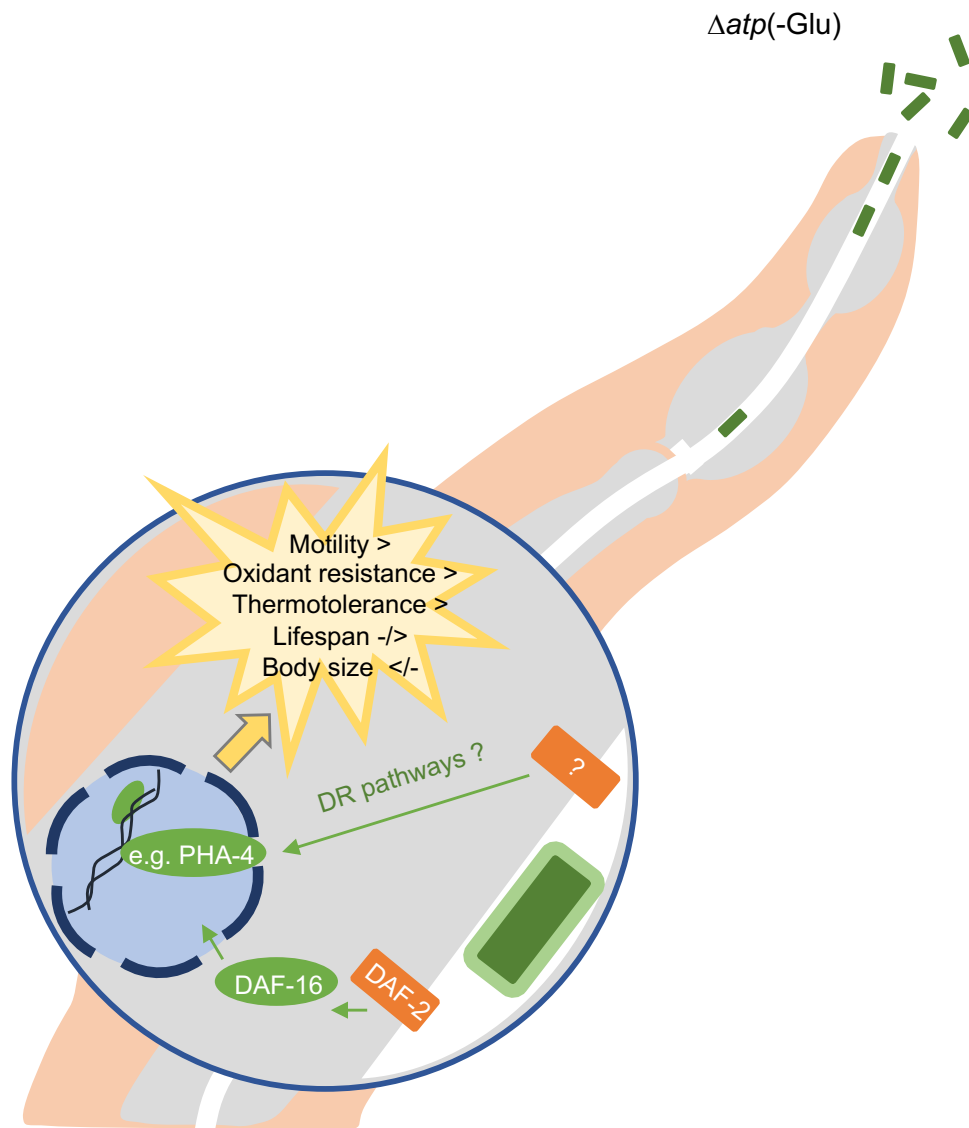 Δatp(-Glu)
Motility >
Oxidant resistance >
Thermotolerance >
Lifespan -/>
Body size </-
?
DR pathways ?
e.g. PHA-4
DAF-16
DAF-2